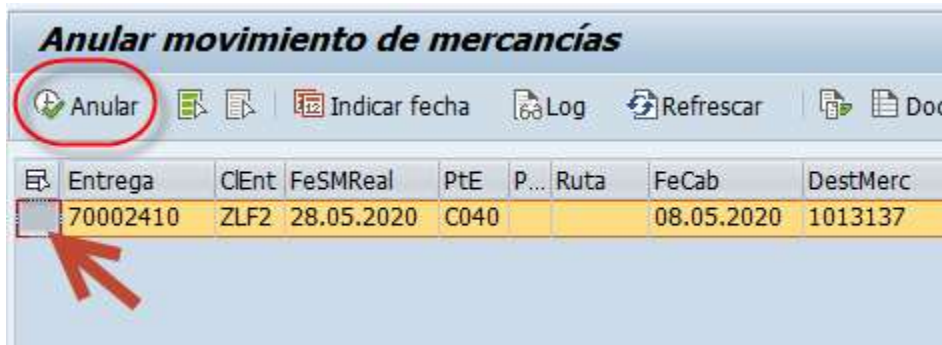 Anular movimiento de mercancías
Anular Indicar fecha Log Refrescar Doc
Entrega ClEnt FeSMReal PtE P... Ruta FeCab DestMerc
70002410 ZLF2 28.05.2020 C040 08.05.2020 1013137